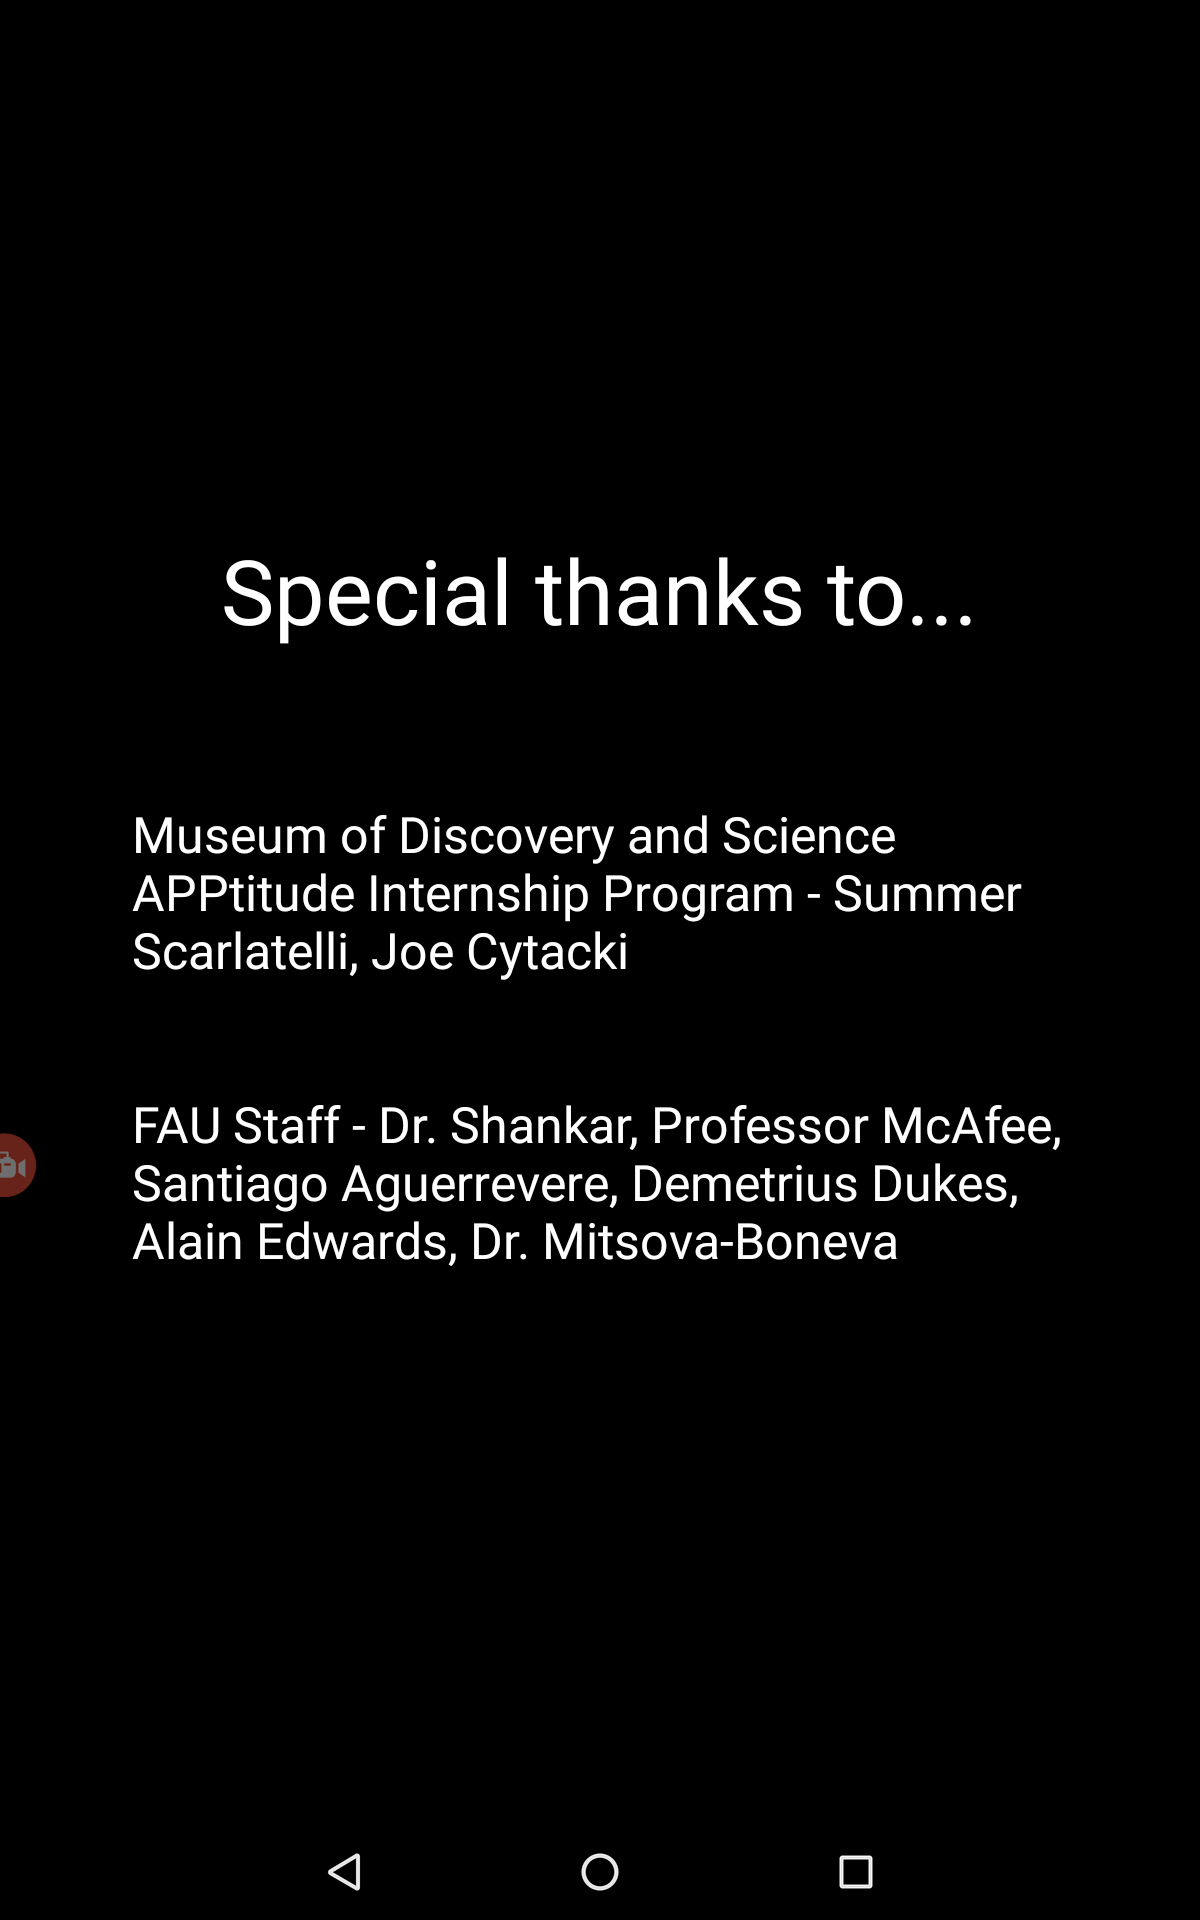 Special thanks to...
Museum of Discovery and Science
APPtitude Internship Program - Summer
Scarlatelli, Joe Cytacki
FAU Staff - Dr. Shankar, Professor McAfee,
Santiago Aguerrevere, Demetrius Dukes,
Alain Edwards, Dr. Mitsova-Boneva